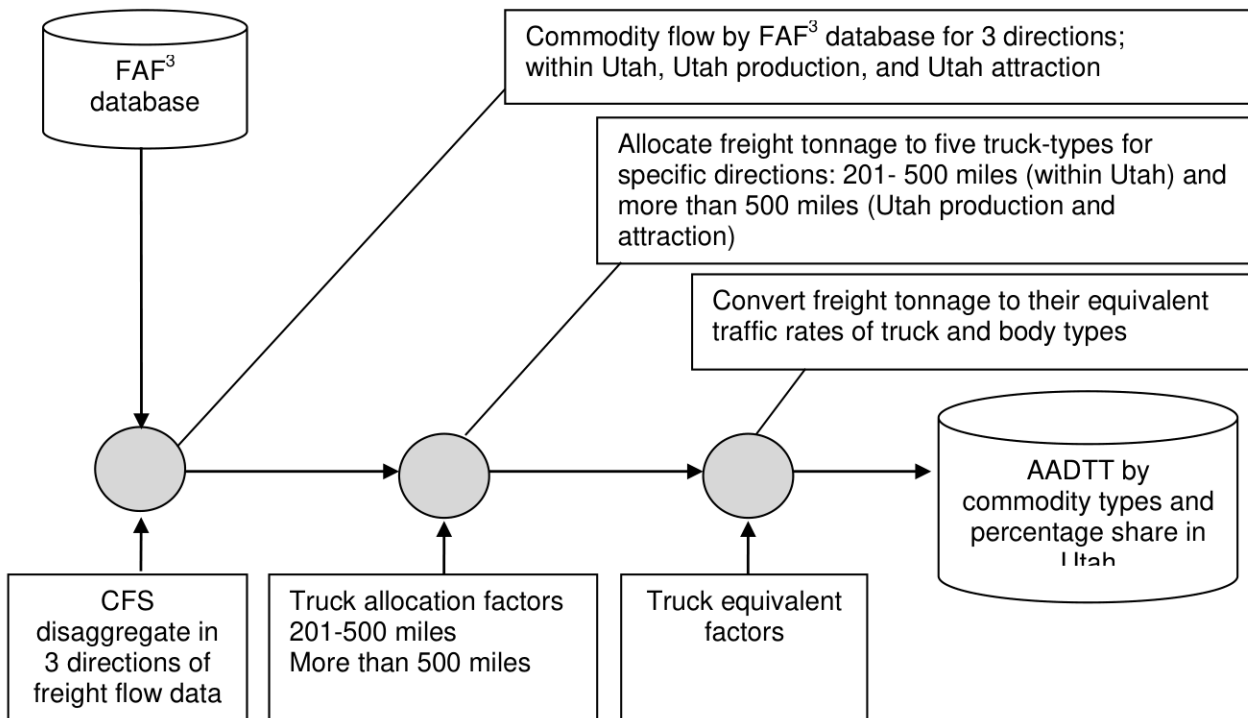 FAF³
database
Commodity flow by FAF³ database for 3 directions;
within Utah, Utah production, and Utah attraction
Allocate freight tonnage to five truck-types for
specific directions: 201- 500 miles (within Utah) and
more than 500 miles (Utah production and
attraction)
Convert freight tonnage to their equivalent
traffic rates of truck and body types
AADTT by
commodity types and
percentage share in
Utah
CFS
disaggregate in
3 directions of
freight flow data
Truck allocation factors
201-500 miles
More than 500 miles
Truck equivalent
factors